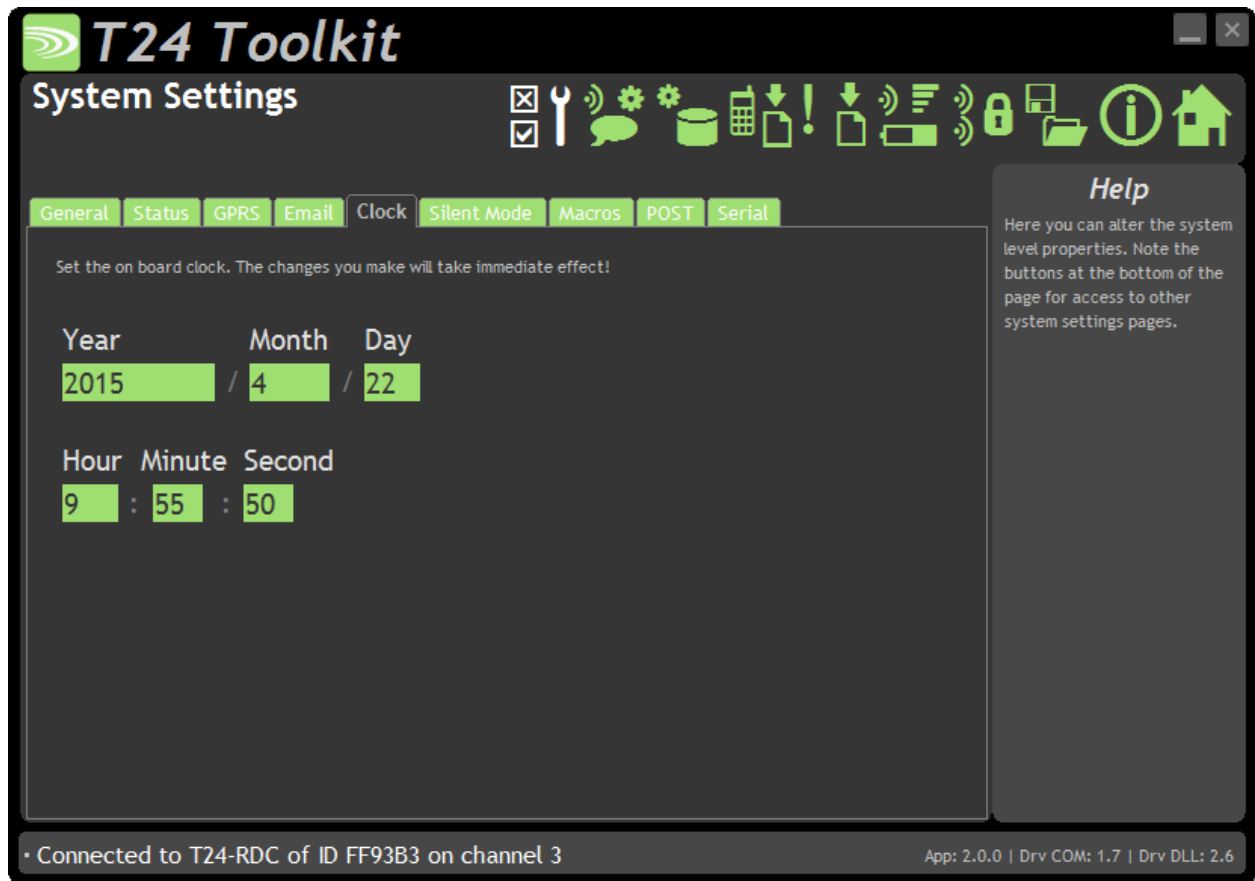 T24 Toolkit
System Settings
General Status GPRS Email Clock Silent Mode Macros POST Serial
Set the on board clock. The changes you make will take immediate effect!
Year Month Day
2015 / 4 / 22
Hour Minute Second
9 : 55 : 50
Help
Here you can alter the system
level properties. Note the
buttons at the bottom of the
page for access to other
system settings pages.
Connected to T24-RDC of ID FF93B3 on channel 3
App: 2.0.0 | Drv COM: 1.7 | Drv DLL: 2.6